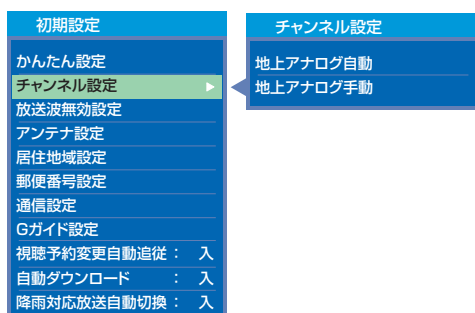 初期設定
かんたん設定
チャンネル設定
放送波無効設定
アンテナ設定
居住地域設定
郵便番号設定
通信設定
Gガイド設定
視聴予約変更自動追従： 入
自動ダウンロード ： 入
降雨対応放送自動切換： 入
チャンネル設定
地上アナログ自動
地上アナログ手動